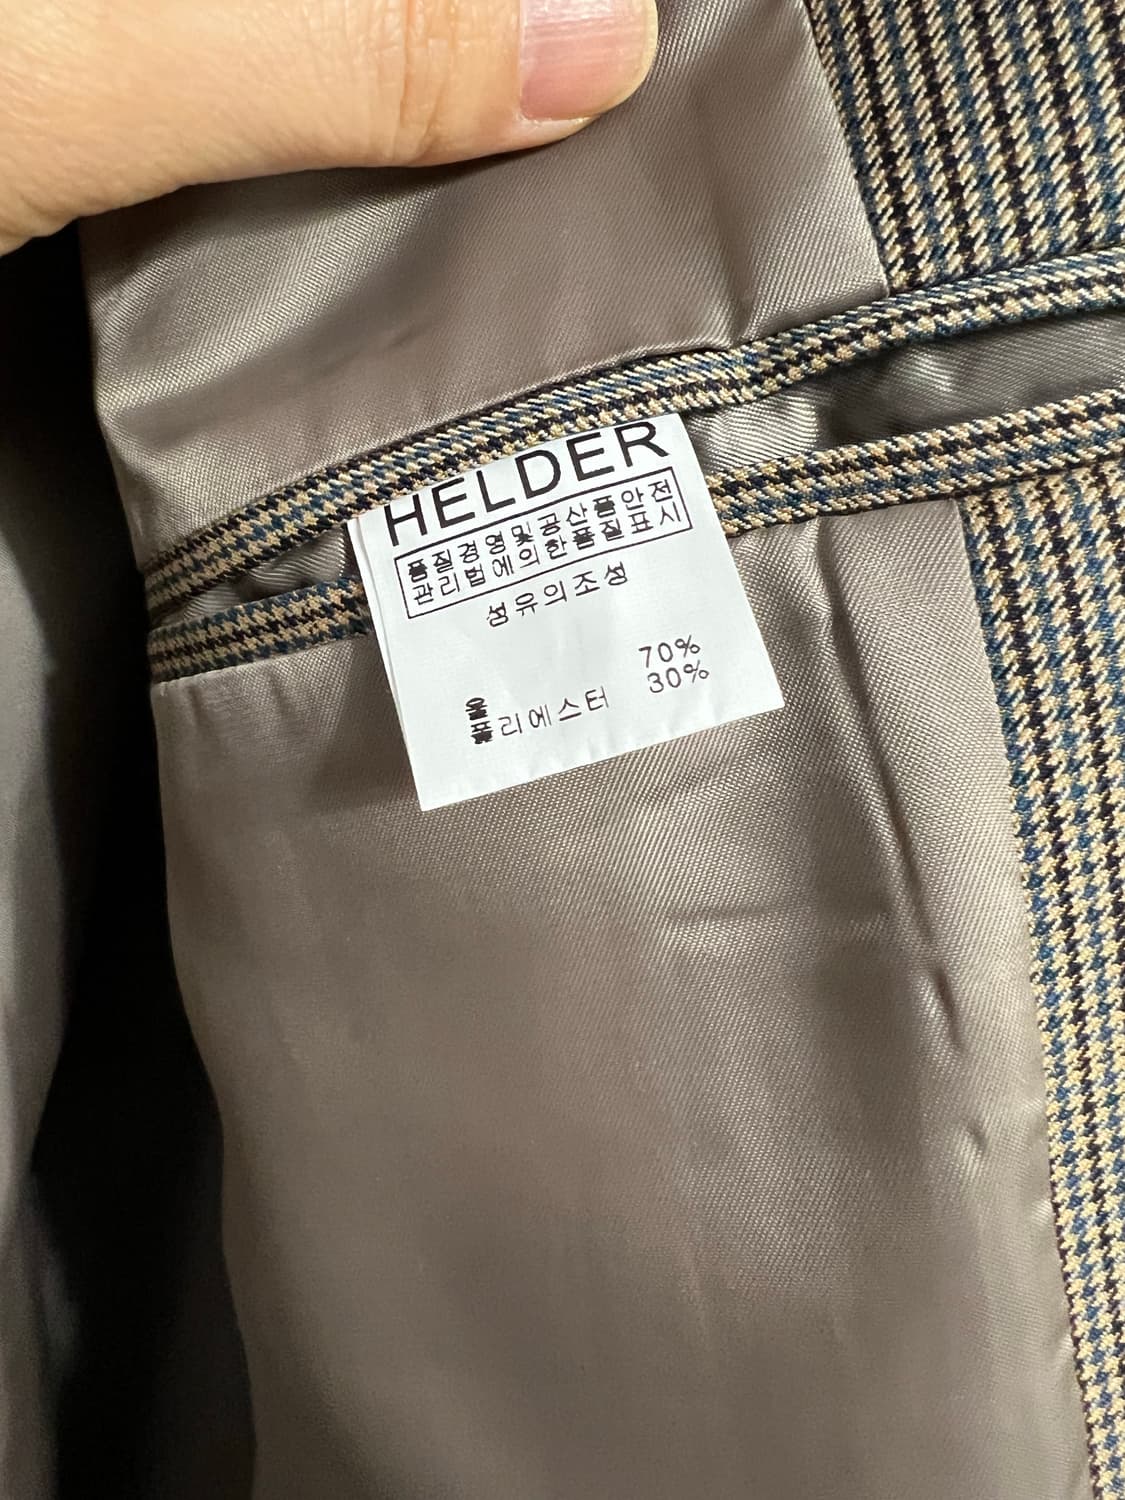 HELDER
품질경영및공산품안전
관리법에의한품질표시
섬유의조성
울 70%
폴리에스터 30%